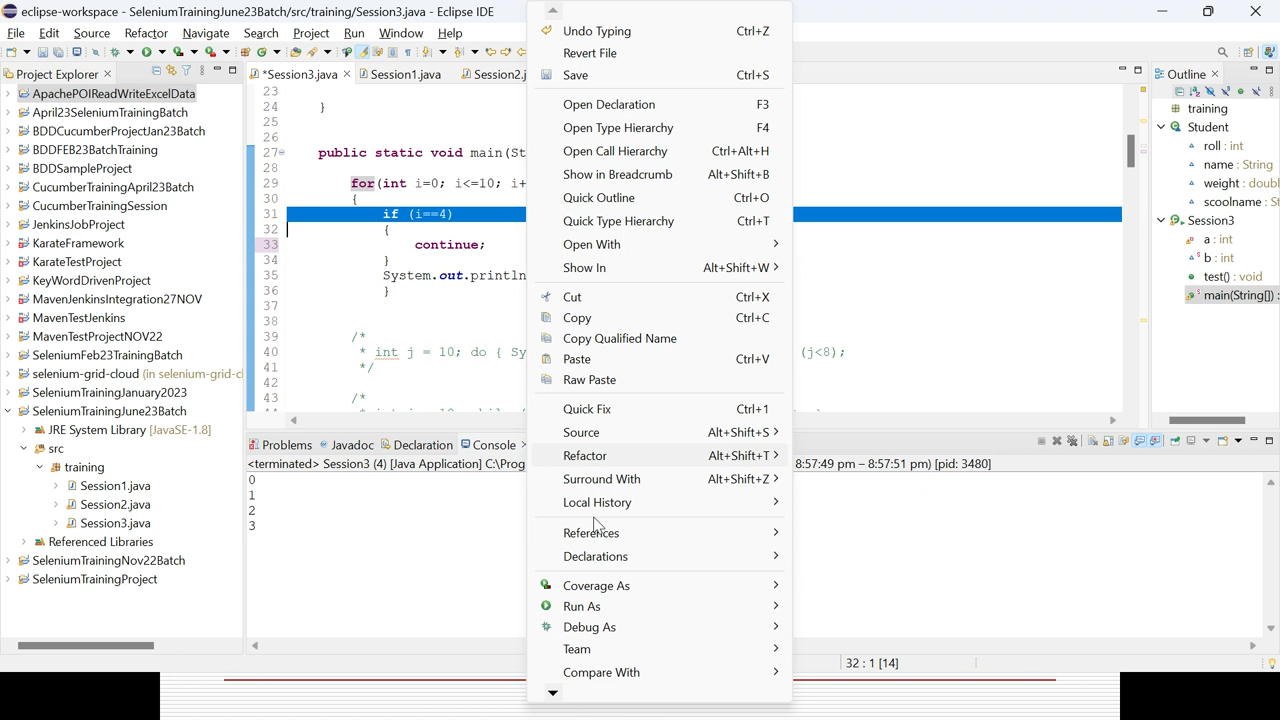 eclipse-workspace - SeleniumTrainingJune23Batch/src/training/Session3.java - Eclipse IDE
File Edit Source Refactor Navigate Search Project Run Window Help
Project Explorer
ApachePOIReadWriteExcelData
April23SeleniumTrainingBatch
BDDCucumberProjectJan23Batch
BDDFEB23BatchTraining
BDDSampleProject
CucumberTrainingApril23Batch
CucumberTrainingSession
JenkinsJobProject
KarateFramework
KarateTestProject
KeyWordDrivenProject
MavenJenkinsIntegration27NOV
MavenTestJenkins
MavenTestProjectNOV22
SeleniumFeb23TrainingBatch
selenium-grid-cloud (in selenium-grid-cl
SeleniumTrainingJanuary2023
SeleniumTrainingJune23Batch
JRE System Library [JavaSE-1.8]
src
training
Session1.java
Session2.java
Session3.java
Referenced Libraries
SeleniumTrainingNov22Batch
SeleniumTrainingProject
*Session3.java Session1.java Session2.j
23
24 }
25
26
27 public static void main(St
28
29 for(int i=0; i<=10; i+
30 {
31 if (i==4)
32 {
33 continue;
34 }
35 System.out.println
36 }
37
38
39 /*
40 * int j = 10; do { Sy (j<8);
41 */
42
43 /*
Problems Javadoc Declaration Console
<terminated> Session3 (4) [Java Application] C:\Prog 8:57:49 pm – 8:57:51 pm) [pid: 3480]
0
1
2
3
Undo Typing Ctrl+Z
Revert File
Save Ctrl+S
Open Declaration F3
Open Type Hierarchy F4
Open Call Hierarchy Ctrl+Alt+H
Show in Breadcrumb Alt+Shift+B
Quick Outline Ctrl+O
Quick Type Hierarchy Ctrl+T
Open With
Show In Alt+Shift+W
Cut Ctrl+X
Copy Ctrl+C
Copy Qualified Name
Paste Ctrl+V
Raw Paste
Quick Fix Ctrl+1
Source Alt+Shift+S
Refactor Alt+Shift+T
Surround With Alt+Shift+Z
Local History
References
Declarations
Coverage As
Run As
Debug As
Team
Compare With
Outline
training
Student
roll : int
name : String
weight : doubl
scoolname : S
Session3
a : int
b : int
test() : void
main(String[]) :
32 : 1 [14]